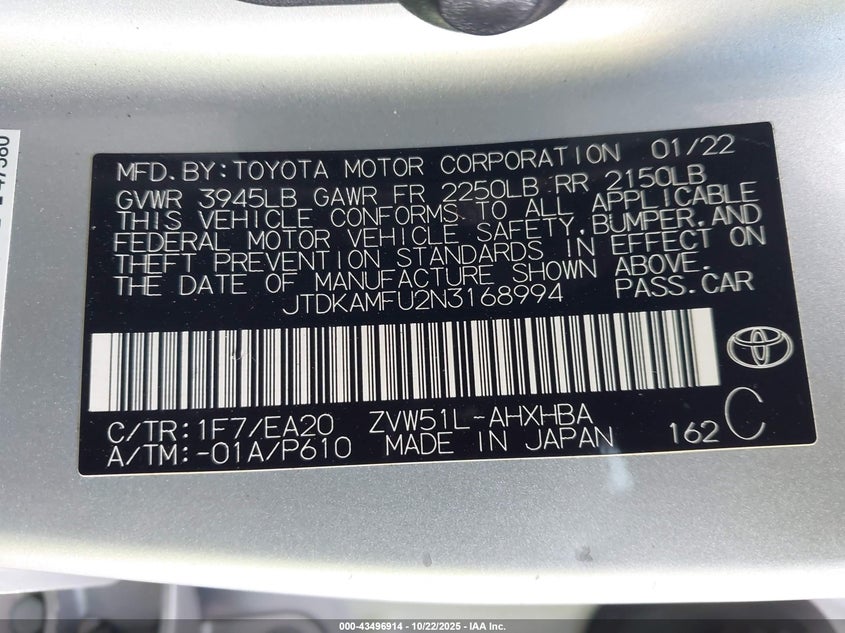 MFD.BY:TOYOTA MOTOR CORPORATION 01/22
GVWR 3945LB GAWR FR 2250LB RR 2150LB
THIS VEHICLE CONFORMS TO ALL APPLICABLE
FEDERAL MOTOR VEHICLE SAFETY,BUMPER,AND
THEFT PREVENTION STANDARDS IN EFFECT ON
THE DATE OF MANUFACTURE SHOWN ABOVE.
JTDKAMFU2N3168994 PASS.CAR
C/TR:1F7/EA20 ZVW51L-AHXHBA
A/TM:-01A/P610 MADE IN JAPAN 162 C
000-43496914 - 10/22/2025 - IAA Inc.